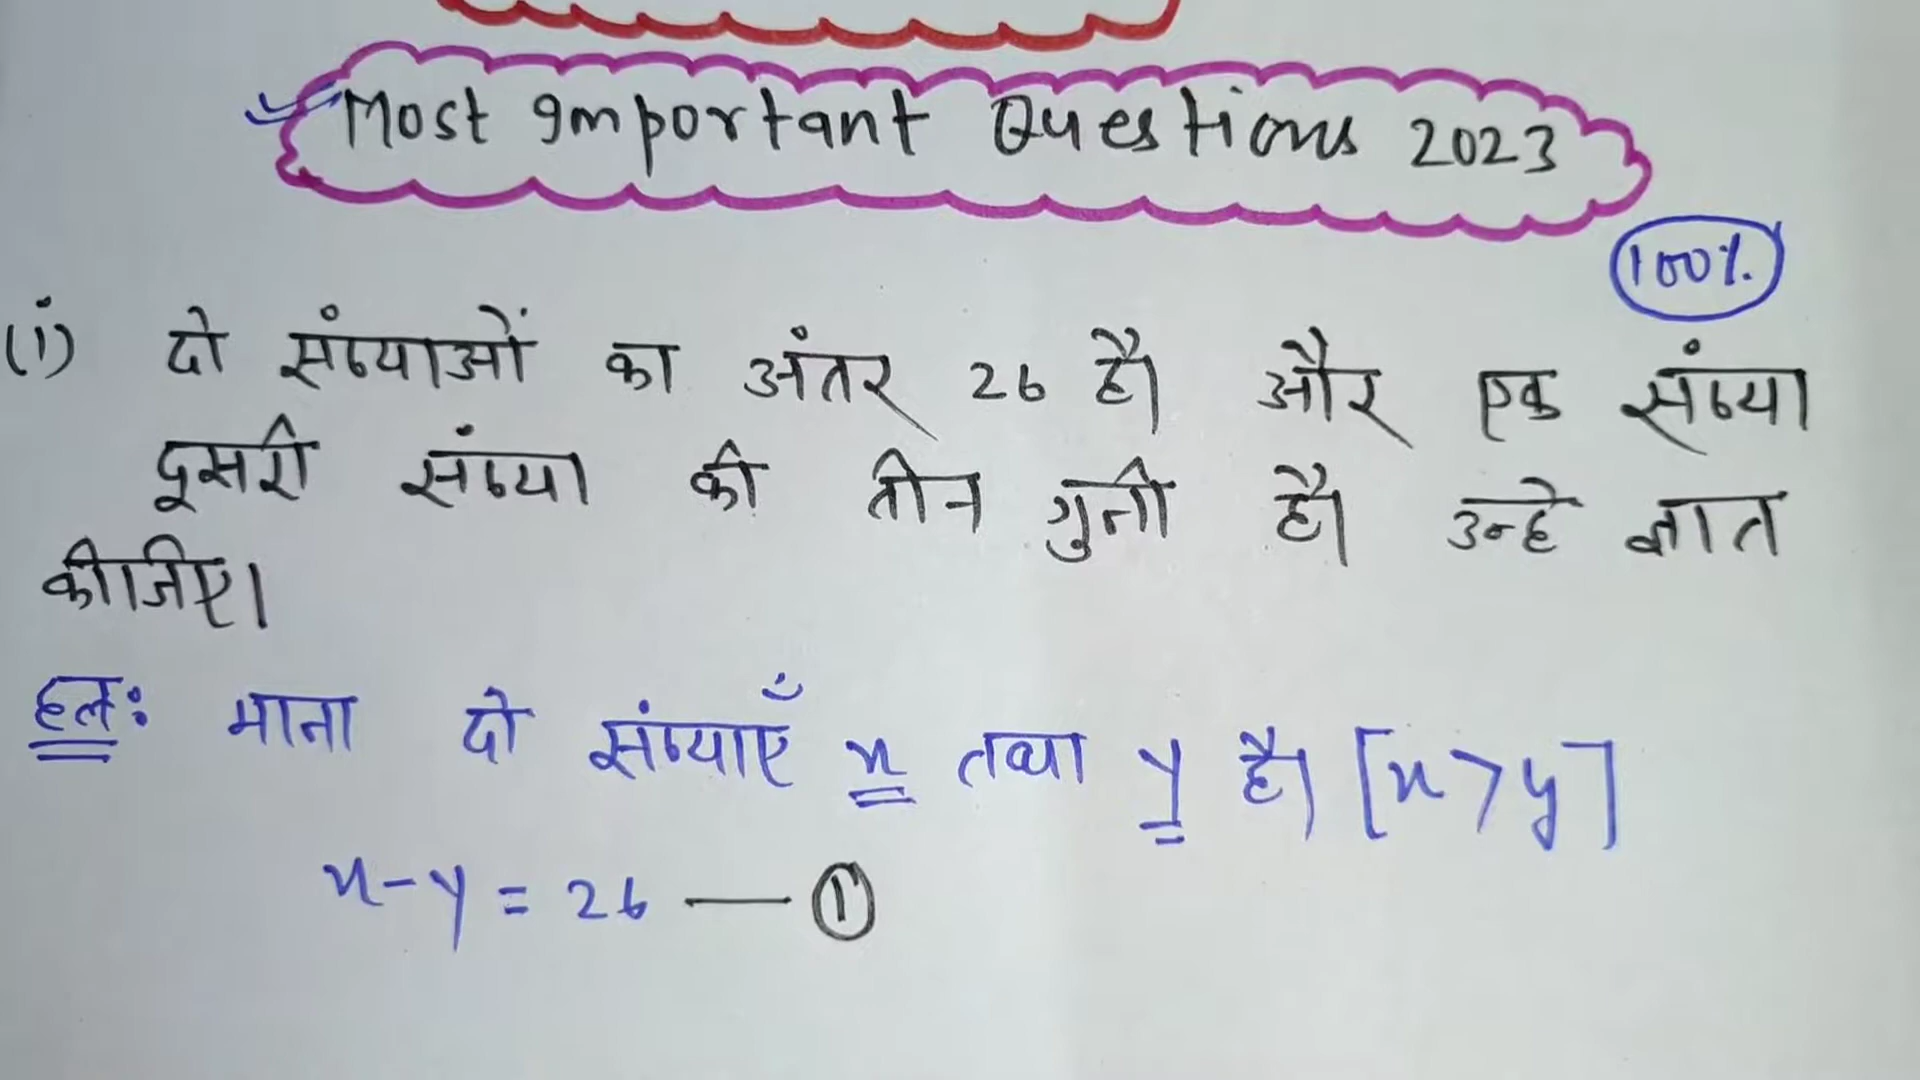 Most Important Questions 2023
100%.
(i) दो संख्याओं का अंतर 26 है। और एक संख्या
दूसरी संख्या की तीन गुनी है। उन्हे ज्ञात
कीजिए।
हल: माना दो संख्याएँ x तथा y है। [x>y]
x-y = 26 — ①